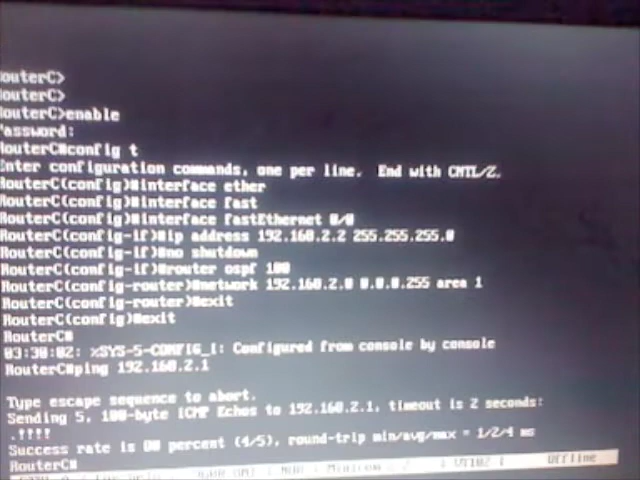 outerC>
outerC>
outerC>enable
assword:
RouterC#config t
Enter configuration commands, one per line.  End with CNTL/Z.
RouterC(config)#interface ether
RouterC(config)#interface fast
RouterC(config)#interface fastEthernet 0/0
RouterC(config-if)#ip address 192.168.2.2 255.255.255.0
RouterC(config-if)#no shutdown
RouterC(config-if)#router ospf 100
RouterC(config-router)#network 192.168.2.0 0.0.0.255 area 1
RouterC(config-router)#exit
RouterC(config)#exit
RouterC#
03:30:02: %SYS-5-CONFIG_I: Configured from console by console
RouterC#ping 192.168.2.1
Type escape sequence to abort.
Sending 5, 100-byte ICMP Echos to 192.168.2.1, timeout is 2 seconds:
.!!!!
Success rate is 80 percent (4/5), round-trip min/avg/max = 1/2/4 ms
RouterC#
NOR | Minicom | VT102 | Offline